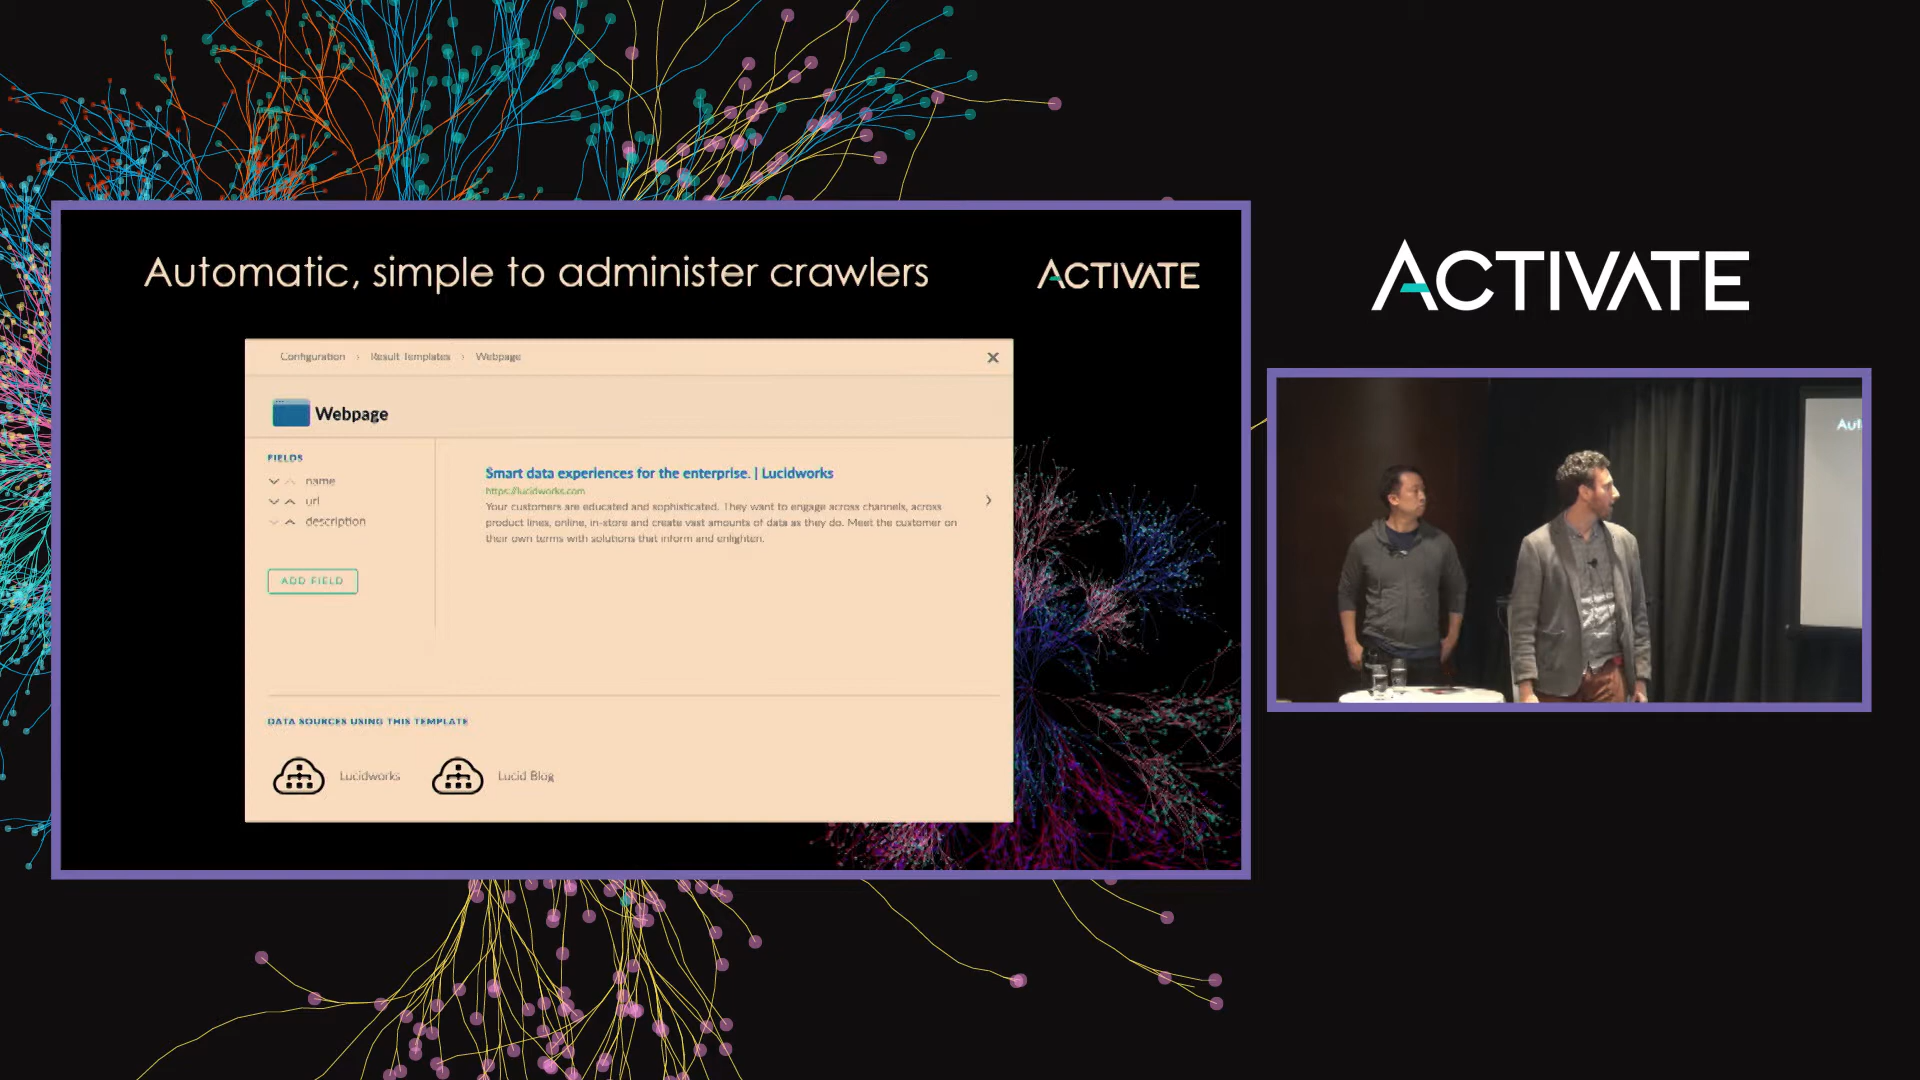 Automatic, simple to administer crawlers
ACTIVATE
Configuration › Result Templates › Webpage
Webpage
FIELDS
name
url
description
ADD FIELD
Smart data experiences for the enterprise. | Lucidworks
https://lucidworks.com
Your customers are educated and sophisticated. They want to engage across channels, across
product lines, online, in-store and create vast amounts of data as they do. Meet the customer on
their own terms with solutions that inform and enlighten.
DATA SOURCES USING THIS TEMPLATE
Lucidworks
Lucid Blog
ACTIVATE
Aut